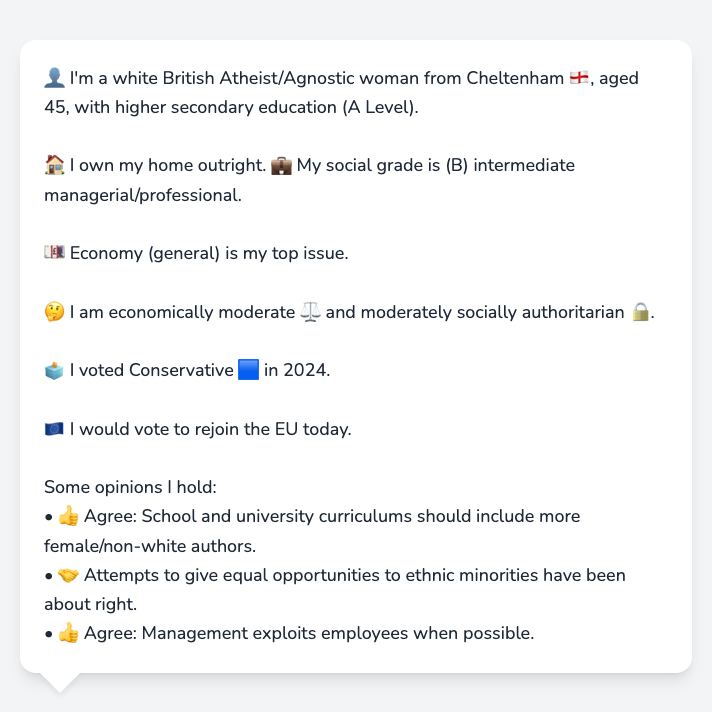 👤 I'm a white British Atheist/Agnostic woman from Cheltenham 🏴󠁧󠁢󠁥󠁮󠁧󠁿, aged
45, with higher secondary education (A Level).
🏠 I own my home outright. 💼 My social grade is (B) intermediate
managerial/professional.
💷 Economy (general) is my top issue.
🤔 I am economically moderate ⚖️ and moderately socially authoritarian 🔒.
🗳️ I voted Conservative 🟦 in 2024.
🇪🇺 I would vote to rejoin the EU today.
Some opinions I hold:
• 👍 Agree: School and university curriculums should include more
female/non-white authors.
• 🤝 Attempts to give equal opportunities to ethnic minorities have been
about right.
• 👍 Agree: Management exploits employees when possible.